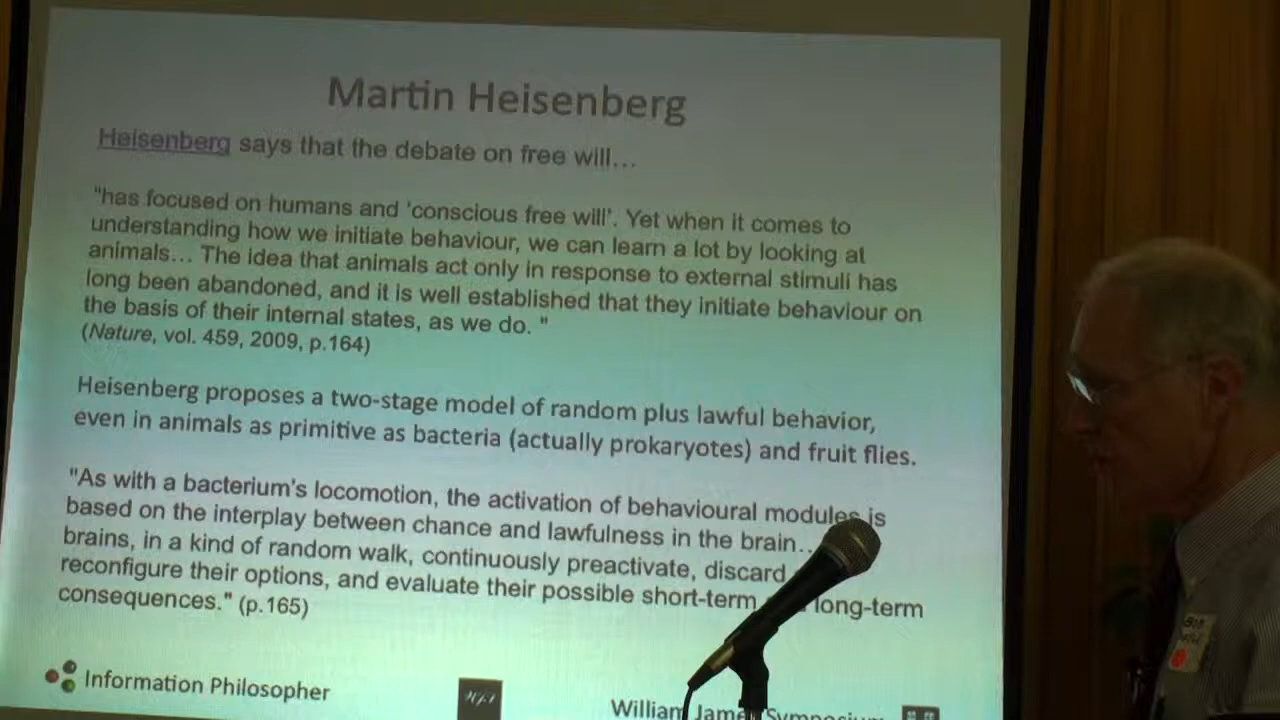 Martin Heisenberg
Heisenberg says that the debate on free will…
"has focused on humans and ‘conscious free will’. Yet when it comes to
understanding how we initiate behaviour, we can learn a lot by looking at
animals… The idea that animals act only in response to external stimuli has
long been abandoned, and it is well established that they initiate behaviour on
the basis of their internal states, as we do. "
(Nature, vol. 459, 2009, p.164)
Heisenberg proposes a two-stage model of random plus lawful behavior,
even in animals as primitive as bacteria (actually prokaryotes) and fruit flies.
"As with a bacterium's locomotion, the activation of behavioural modules is
based on the interplay between chance and lawfulness in the brain…
brains, in a kind of random walk, continuously preactivate, discard
reconfigure their options, and evaluate their possible short-term long-term
consequences." (p.165)
Information Philosopher
William James Symposium